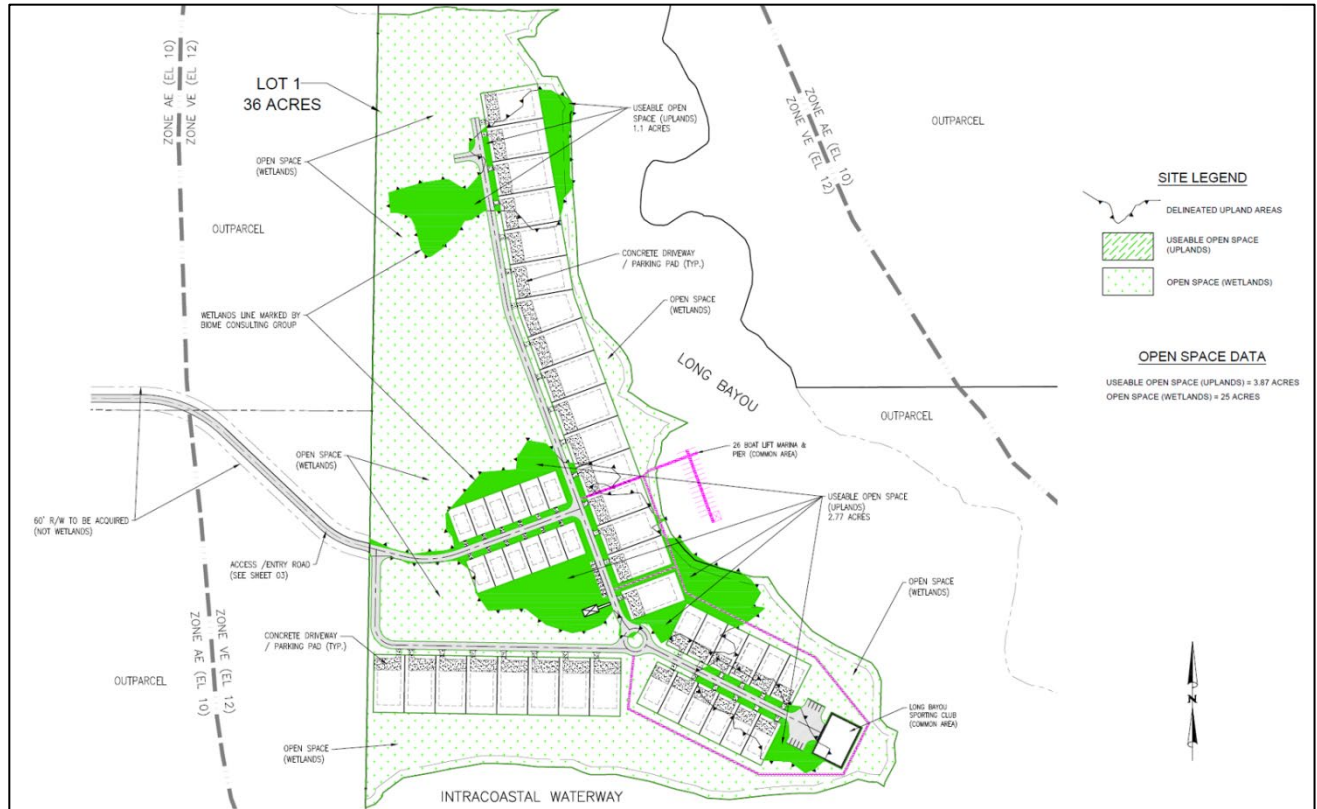 ZONE AE (EL 10)
ZONE VE (EL 12)
LOT 1
36 ACRES
USEABLE OPEN
SPACE (UPLANDS)
1.1 ACRES
ZONE AE (EL 10)
ZONE VE (EL 12)
OUTPARCEL
SITE LEGEND
DELINEATED UPLAND AREAS
USEABLE OPEN SPACE
(UPLANDS)
OPEN SPACE (WETLANDS)
OPEN SPACE
(WETLANDS)
OUTPARCEL
CONCRETE DRIVEWAY
/ PARKING PAD (TYP.)
OPEN SPACE
(WETLANDS)
WETLANDS LINE MARKED BY
BIOME CONSULTING GROUP
LONG BAYOU
OPEN SPACE DATA
USEABLE OPEN SPACE (UPLANDS) = 3.87 ACRES
OPEN SPACE (WETLANDS) = 25 ACRES
OUTPARCEL
26 BOAT LIFT MARINA &
PIER (COMMON AREA)
OPEN SPACE
(WETLANDS)
USEABLE OPEN SPACE
(UPLANDS)
2.77 ACRES
60' R/W TO BE ACQUIRED
(NOT WETLANDS)
ACCESS /ENTRY ROAD
(SEE SHEET 03)
OPEN SPACE
(WETLANDS)
ZONE AE (EL 10)
ZONE VE (EL 12)
CONCRETE DRIVEWAY
/ PARKING PAD (TYP.)
OUTPARCEL
LONG BAYOU
SPORTING CLUB
(COMMON AREA)
N
OPEN SPACE
(WETLANDS)
INTRACOASTAL WATERWAY